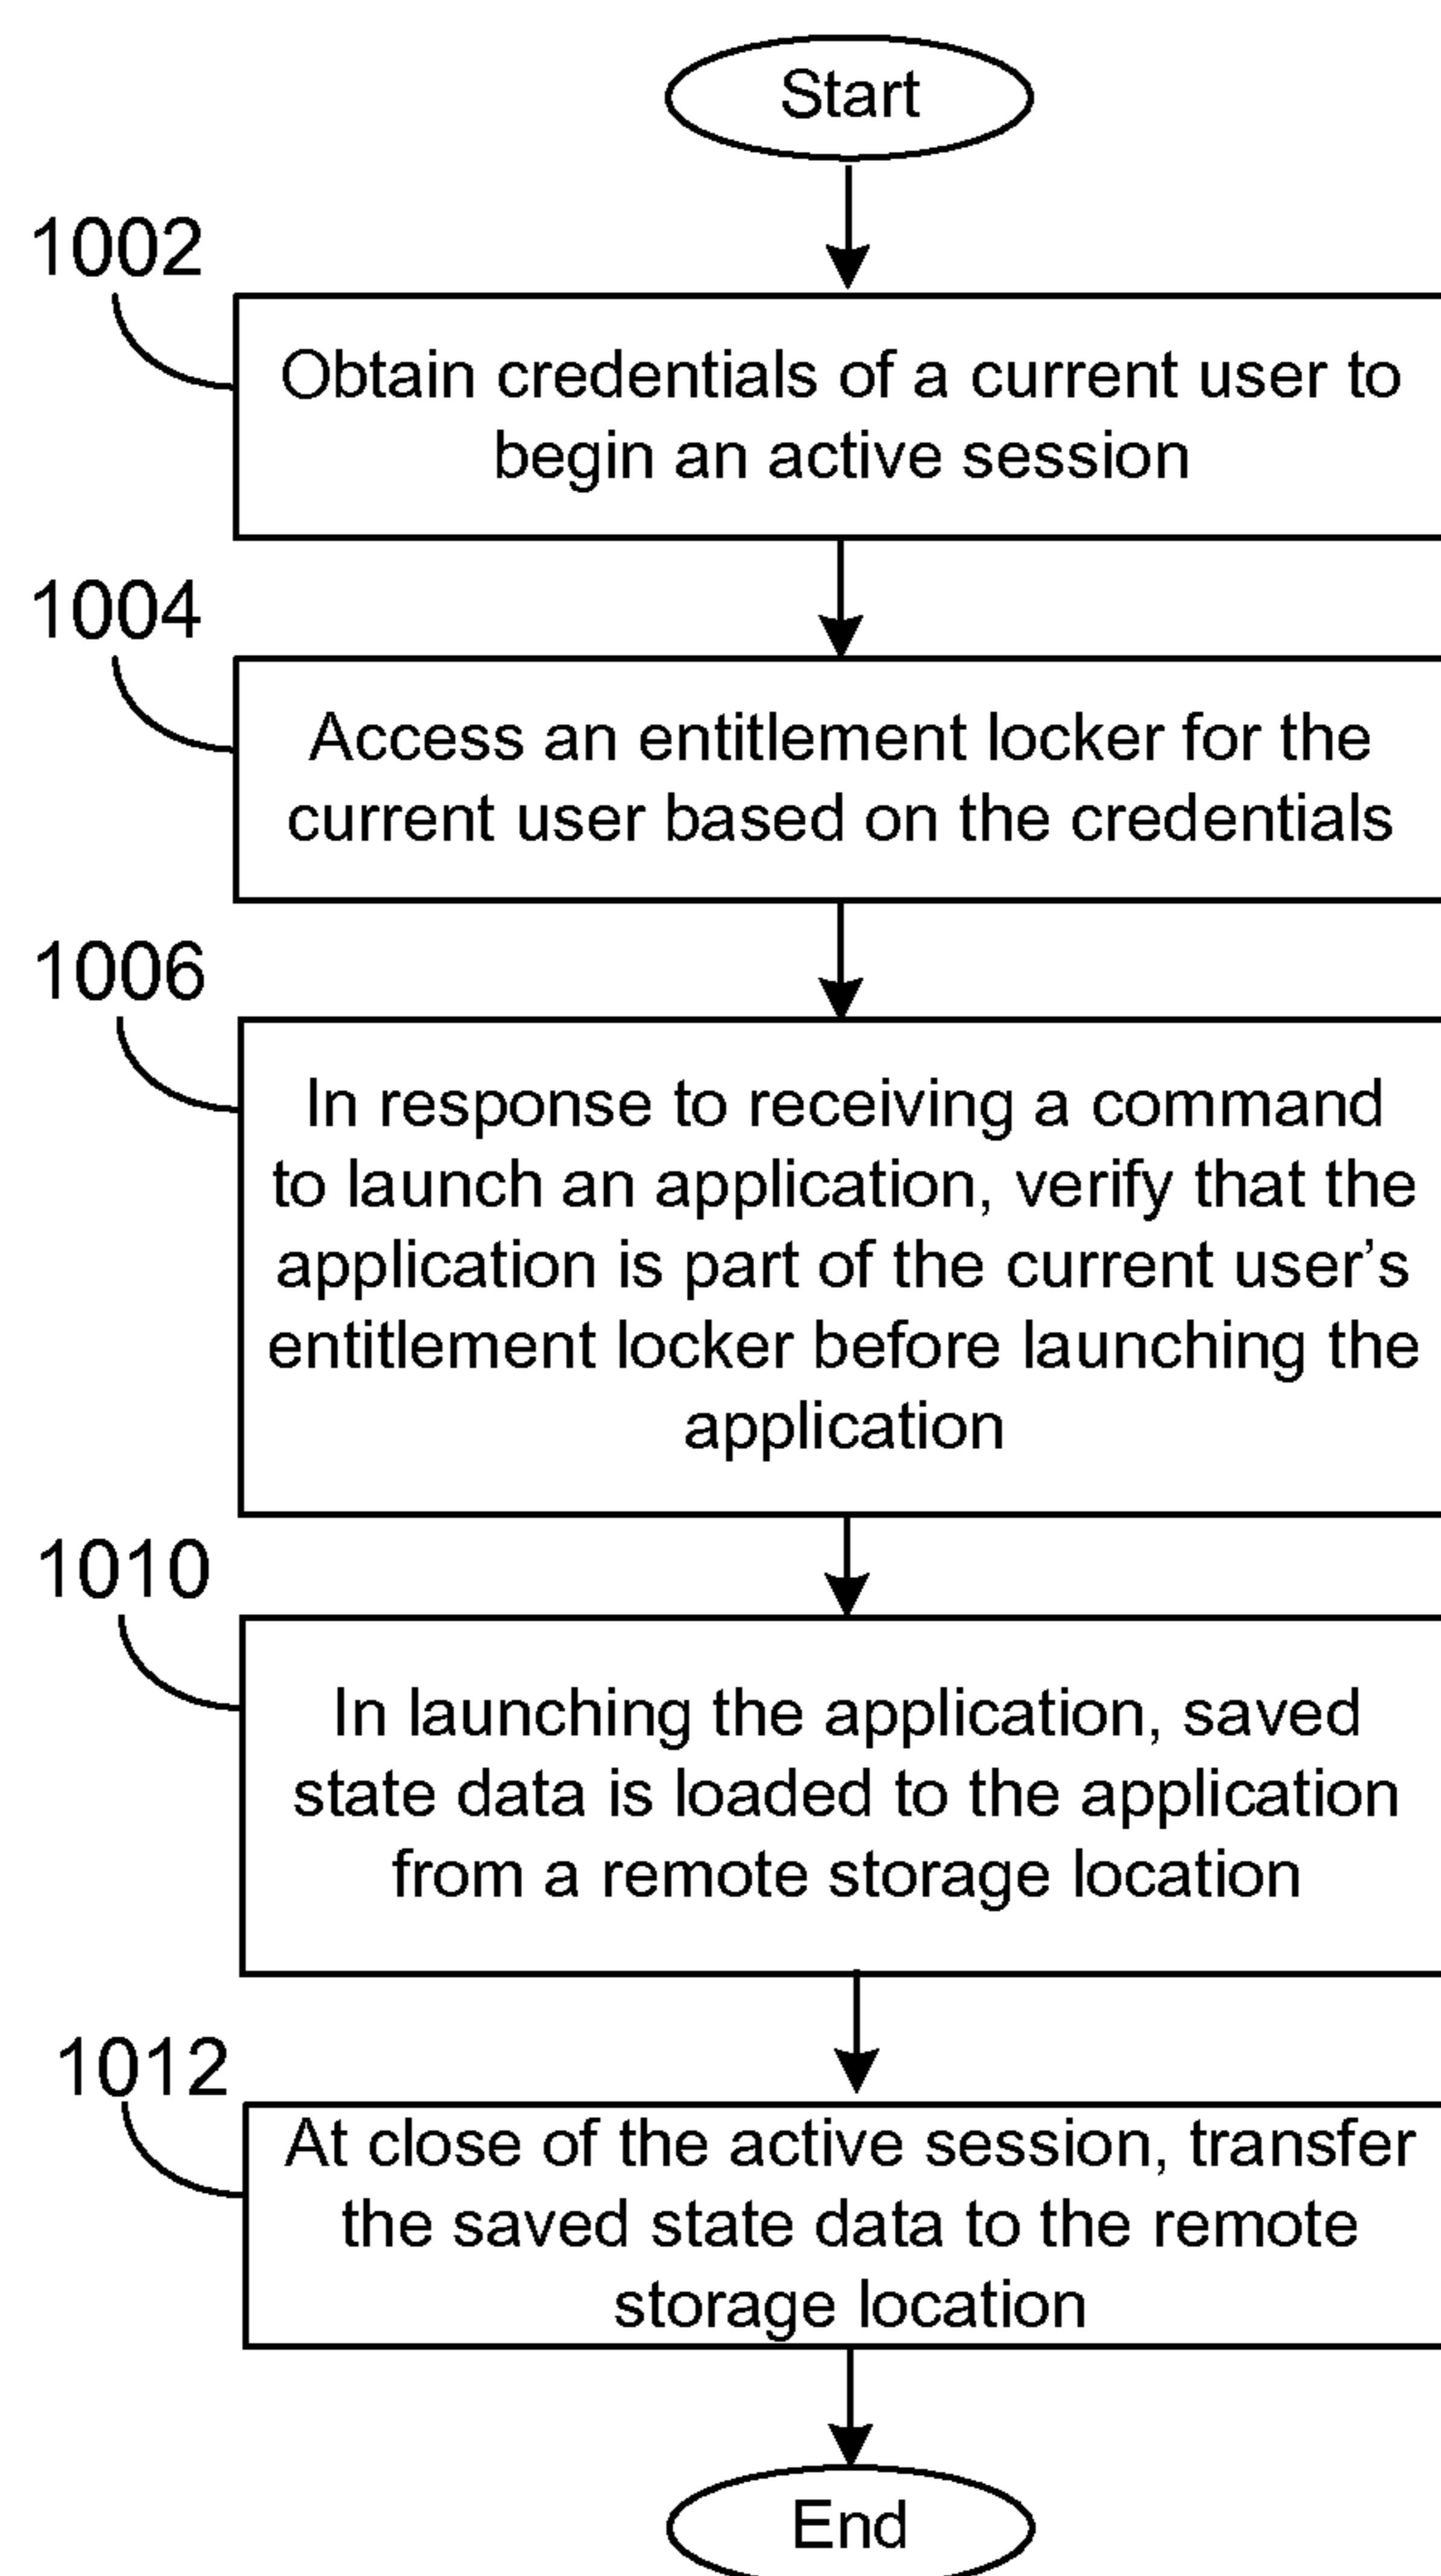 Start
1002
Obtain credentials of a current user to
begin an active session
1004
Access an entitlement locker for the
current user based on the credentials
1006
In response to receiving a command
to launch an application, verify that the
application is part of the current user’s
entitlement locker before launching the
application
1010
In launching the application, saved
state data is loaded to the application
from a remote storage location
1012
At close of the active session, transfer
the saved state data to the remote
storage location
End